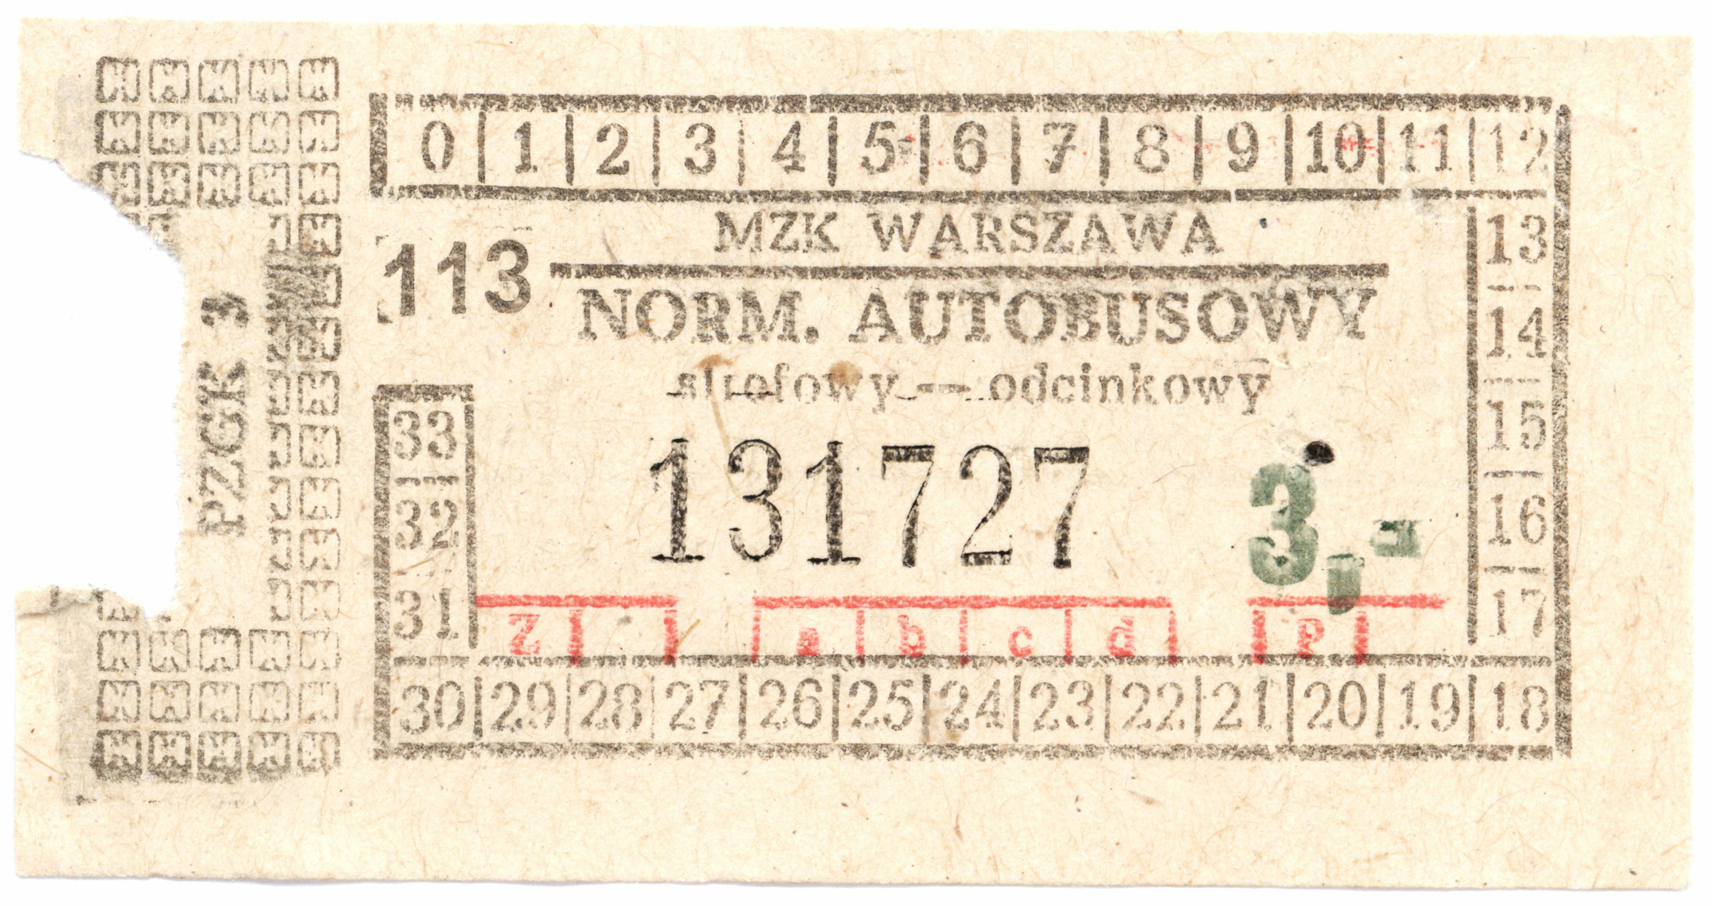 0 1 2 3 4 5 6 7 8 9 10 11 12
MZK WARSZAWA
113
NORM. AUTOBUSOWY
strefowy — odcinkowy
131727
3,-
13
14
15
16
17
33
32
31
Z a b c d P
30 29 28 27 26 25 24 23 22 21 20 19 18
PZGK 3